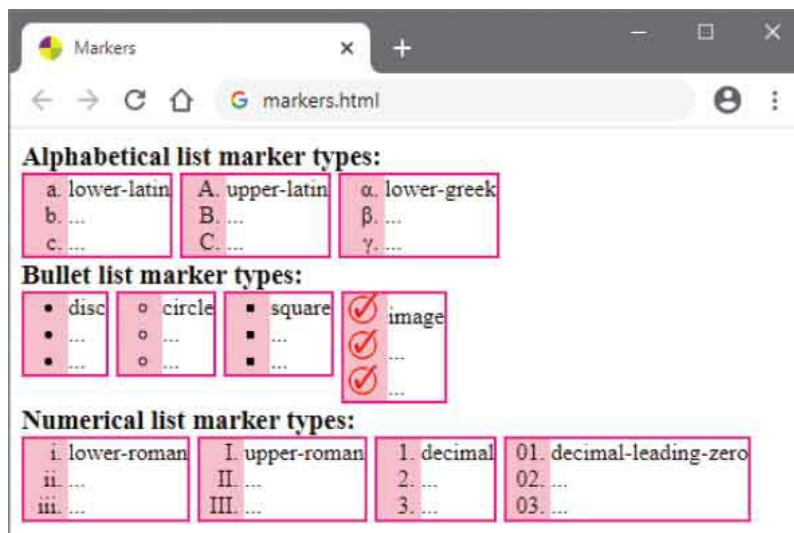 Markers
markers.html
Alphabetical list marker types:
a. lower-latin A. upper-latin α. lower-greek
b. ... B. ... β. ...
c. ... C. ... γ. ...
Bullet list marker types:
• disc ○ circle ▪ square image
• ... ○ ... ▪ ... ...
• ... ○ ... ▪ ... ...
Numerical list marker types:
i. lower-roman I. upper-roman 1. decimal 01. decimal-leading-zero
ii. ... II. ... 2. ... 02. ...
iii. ... III. ... 3. ... 03. ...